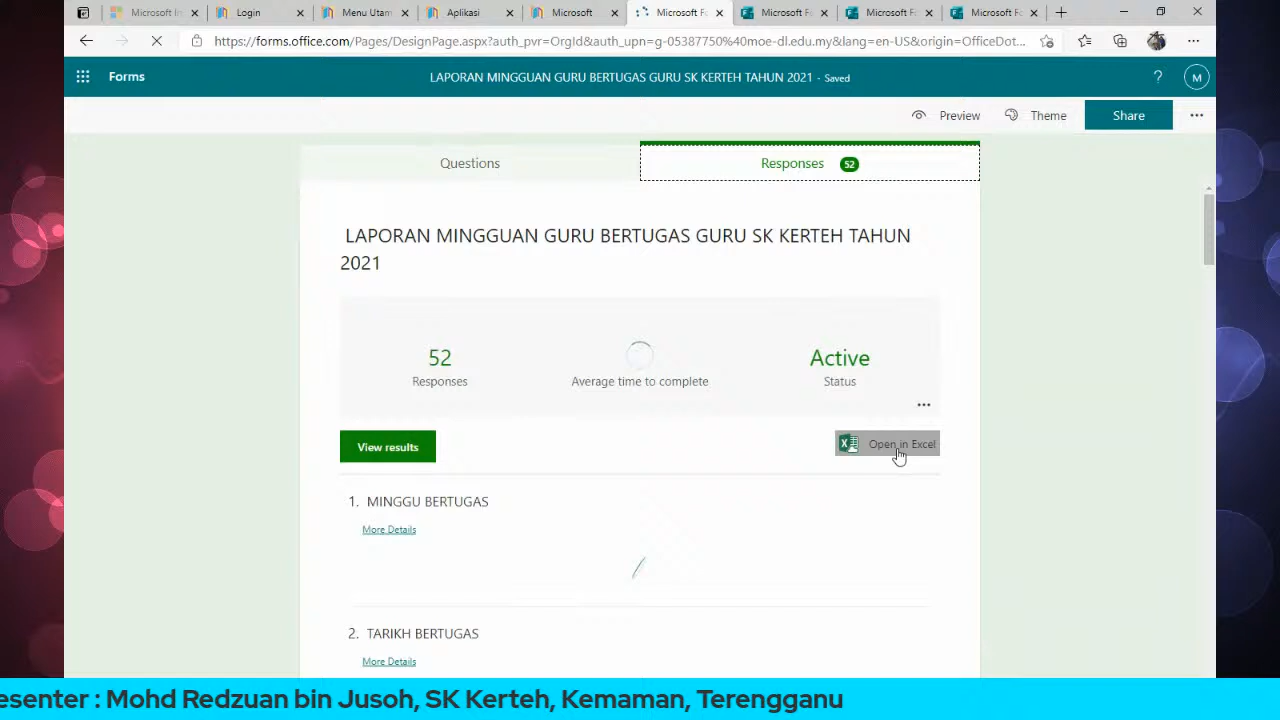 Microsoft In
Login
Menu Utam
Aplikasi
Microsoft
Microsoft Fo
Microsoft Fo
Microsoft Fo
Microsoft Fo
https://forms.office.com/Pages/DesignPage.aspx?auth_pvr=OrgId&auth_upn=g-05387750%40moe-dl.edu.my&lang=en-US&origin=OfficeDot...
Forms
LAPORAN MINGGUAN GURU BERTUGAS GURU SK KERTEH TAHUN 2021 - Saved
? M
Preview
Theme
Share
Questions
Responses 52
LAPORAN MINGGUAN GURU BERTUGAS GURU SK KERTEH TAHUN
2021
52
Responses
Average time to complete
Active
Status
View results
Open in Excel
1. MINGGU BERTUGAS
More Details
2. TARIKH BERTUGAS
More Details
esenter : Mohd Redzuan bin Jusoh, SK Kerteh, Kemaman, Terengganu